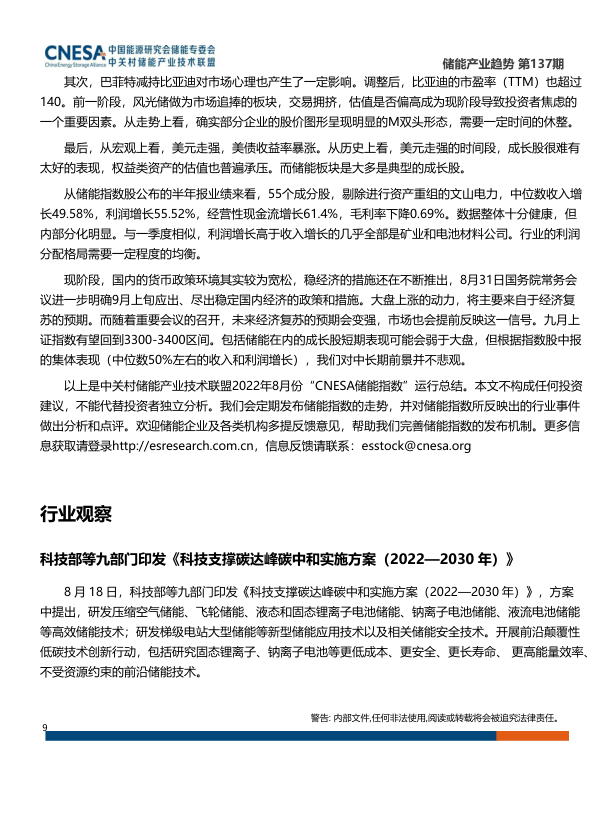 CNESA 中国能源研究会储能专委会
China Energy Storage Alliance 中关村储能产业技术联盟
储能产业趋势 第137期
其次，巴菲特减持比亚迪对市场心理也产生了一定影响。调整后，比亚迪的市盈率（TTM）也超过
140。前一阶段，风光储做为市场追捧的板块，交易拥挤，估值是否偏高成为现阶段导致投资者焦虑的
一个重要因素。从走势上看，确实部分企业的股价图形呈现明显的M双头形态，需要一定时间的休整。
最后，从宏观上看，美元走强，美债收益率暴涨。从历史上看，美元走强的时间段，成长股很难有
太好的表现，权益类资产的估值也普遍承压。而储能板块是大多是典型的成长股。
从储能指数股公布的半年报业绩来看，55个成分股，剔除进行资产重组的文山电力，中位数收入增
长49.58%，利润增长55.52%，经营性现金流增长61.4%，毛利率下降0.69%。数据整体十分健康，但
内部分化明显。与一季度相似，利润增长高于收入增长的几乎全部是矿业和电池材料公司。行业的利润
分配格局需要一定程度的均衡。
现阶段，国内的货币政策环境其实较为宽松，稳经济的措施还在不断推出，8月31日国务院常务会
议进一步明确9月上旬应出、尽出稳定国内经济的政策和措施。大盘上涨的动力，将主要来自于经济复
苏的预期。而随着重要会议的召开，未来经济复苏的预期会变强，市场也会提前反映这一信号。九月上
证指数有望回到3300-3400区间。包括储能在内的成长股短期表现可能会弱于大盘，但根据指数股中报
的集体表现（中位数50%左右的收入和利润增长），我们对中长期前景并不悲观。
以上是中关村储能产业技术联盟2022年8月份“CNESA储能指数”运行总结。本文不构成任何投资
建议，不能代替投资者独立分析。我们会定期发布储能指数的走势，并对储能指数所反映出的行业事件
做出分析和点评。欢迎储能企业及各类机构多提反馈意见，帮助我们完善储能指数的发布机制。更多信
息获取请登录http://esresearch.com.cn，信息反馈请联系：esstock@cnesa.org
行业观察
科技部等九部门印发《科技支撑碳达峰碳中和实施方案（2022—2030 年）》
8 月 18 日，科技部等九部门印发《科技支撑碳达峰碳中和实施方案（2022—2030 年）》，方案
中提出，研发压缩空气储能、飞轮储能、液态和固态锂离子电池储能、钠离子电池储能、液流电池储能
等高效储能技术；研发梯级电站大型储能等新型储能应用技术以及相关储能安全技术。开展前沿颠覆性
低碳技术创新行动，包括研究固态锂离子、钠离子电池等更低成本、更安全、更长寿命、 更高能量效率、
不受资源约束的前沿储能技术。
警告: 内部文件,任何非法使用,阅读或转载将会被追究法律责任。
9